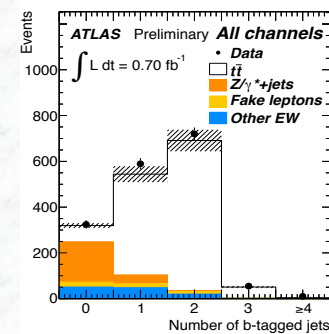 ATLAS Preliminary All channels
∫ L dt = 0.70 fb⁻¹
Data
tt̄
Z/γ*+jets
Fake leptons
Other EW
Events
1200
1000
800
600
400
200
0
0 1 2 3 ≥4
Number of b-tagged jets